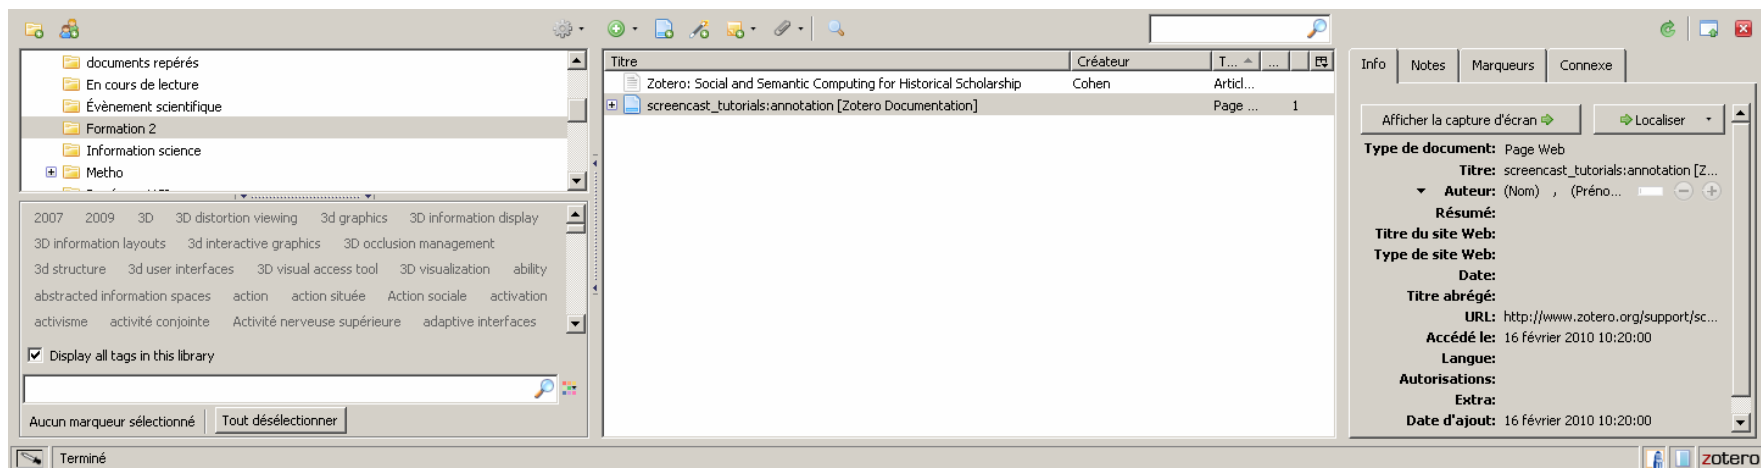 documents repérés
En cours de lecture
Évènement scientifique
Formation 2
Information science
Metho
2007 2009 3D 3D distortion viewing 3d graphics 3D information display
3D information layouts 3d interactive graphics 3D occlusion management
3d structure 3d user interfaces 3D visual access tool 3D visualization ability
abstracted information spaces action action située Action sociale activation
activisme activité conjointe Activité nerveuse supérieure adaptive interfaces
Display all tags in this library
Aucun marqueur sélectionné Tout désélectionner
Titre Créateur T... ...
Zotero: Social and Semantic Computing for Historical Scholarship Cohen Articl...
screencast_tutorials:annotation [Zotero Documentation] Page ... 1
Info Notes Marqueurs Connexe
Afficher la capture d'écran Localiser
Type de document: Page Web
Titre: screencast_tutorials:annotation [Z...
Auteur: (Nom) , (Préno...
Résumé:
Titre du site Web:
Type de site Web:
Date:
Titre abrégé:
URL: http://www.zotero.org/support/sc...
Accédé le: 16 février 2010 10:20:00
Langue:
Autorisations:
Extra:
Date d'ajout: 16 février 2010 10:20:00
Terminé
zotero